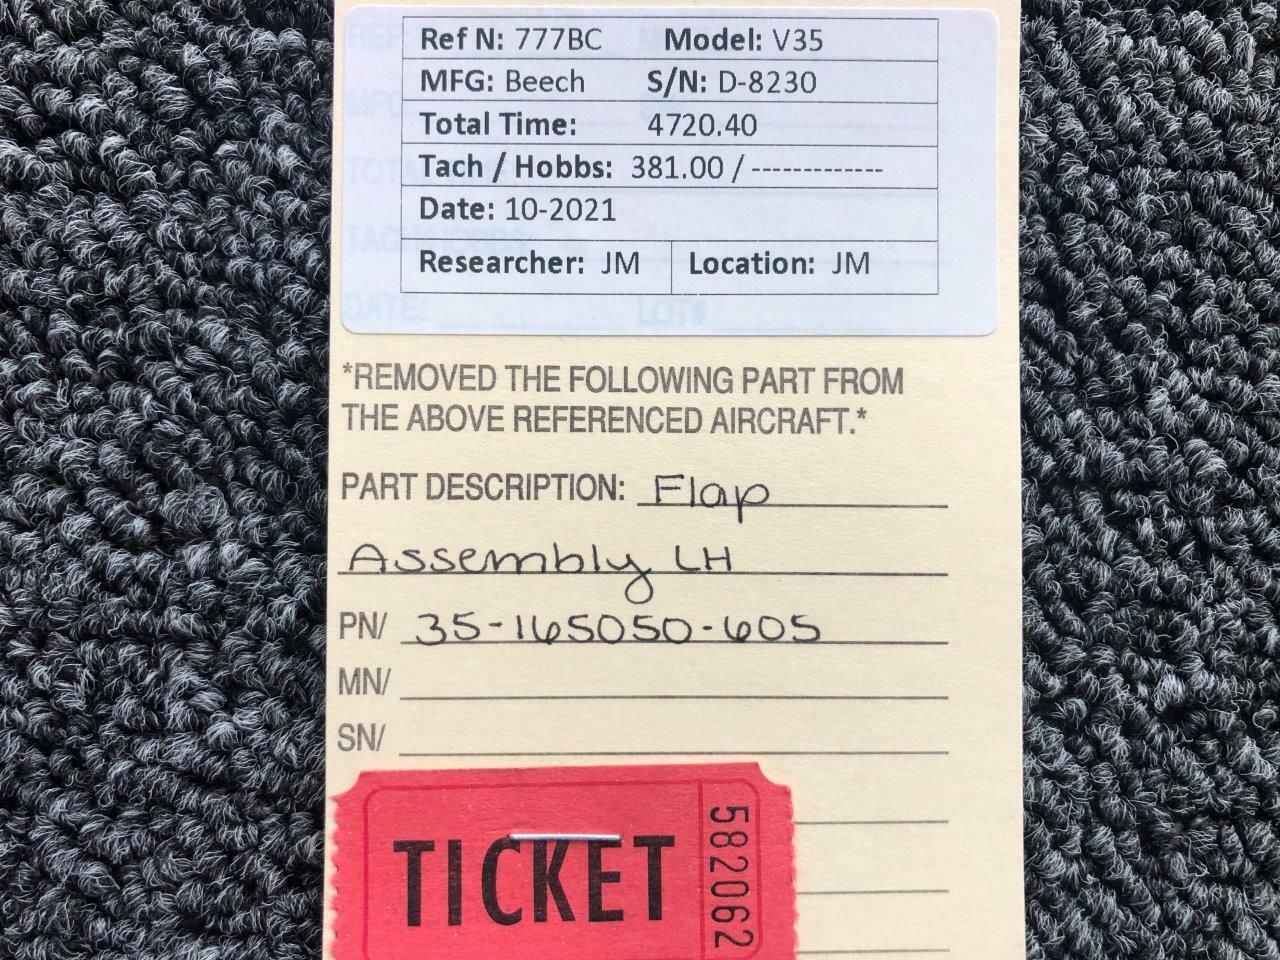 Ref N: 777BC Model: V35
MFG: Beech S/N: D-8230
Total Time: 4720.40
Tach / Hobbs: 381.00 / -------------
Date: 10-2021
Researcher: JM Location: JM
DATE: LOT#
*REMOVED THE FOLLOWING PART FROM
THE ABOVE REFERENCED AIRCRAFT.*
PART DESCRIPTION: Flap
Assembly LH
PN/ 35-165050-605
MN/
SN/
TICKET
582062